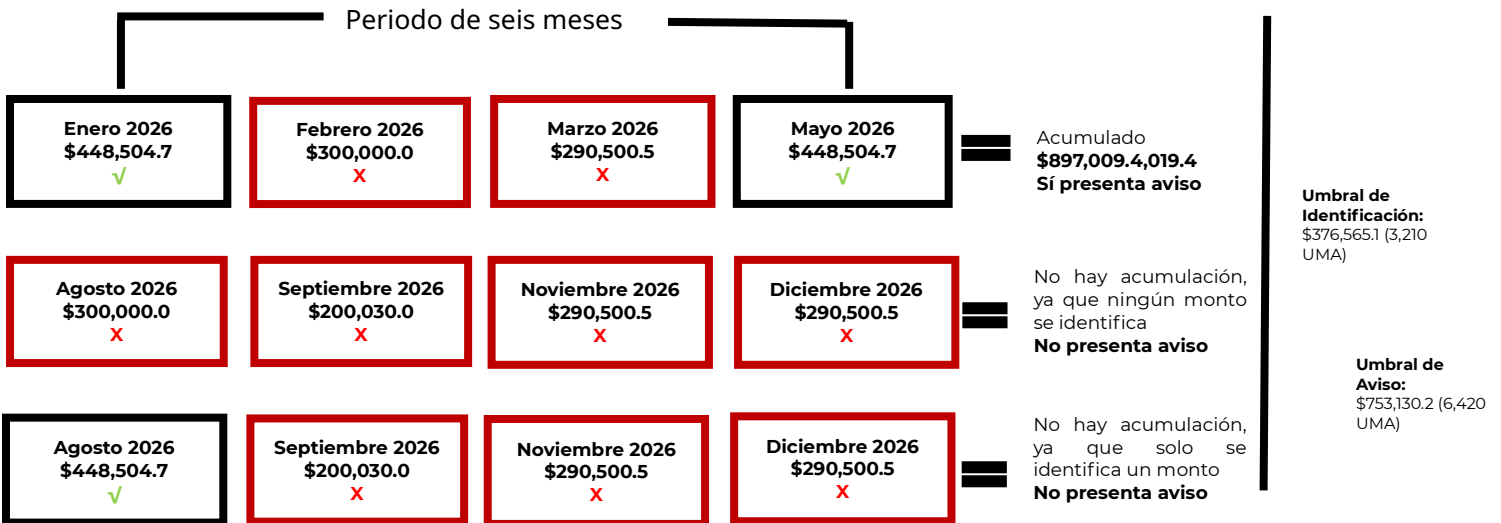 Periodo de seis meses
Enero 2026
$448,504.7
√
Febrero 2026
$300,000.0
X
Marzo 2026
$290,500.5
X
Mayo 2026
$448,504.7
√
Acumulado
$897,009.4,019.4
Sí presenta aviso
Agosto 2026
$300,000.0
X
Septiembre 2026
$200,030.0
X
Noviembre 2026
$290,500.5
X
Diciembre 2026
$290,500.5
X
No hay acumulación,
ya que ningún monto
se identifica
No presenta aviso
Agosto 2026
$448,504.7
√
Septiembre 2026
$200,030.0
X
Noviembre 2026
$290,500.5
X
Diciembre 2026
$290,500.5
X
No hay acumulación,
ya que solo se
identifica un monto
No presenta aviso
Umbral de
Identificación:
$376,565.1 (3,210
UMA)
Umbral de
Aviso:
$753,130.2 (6,420
UMA)